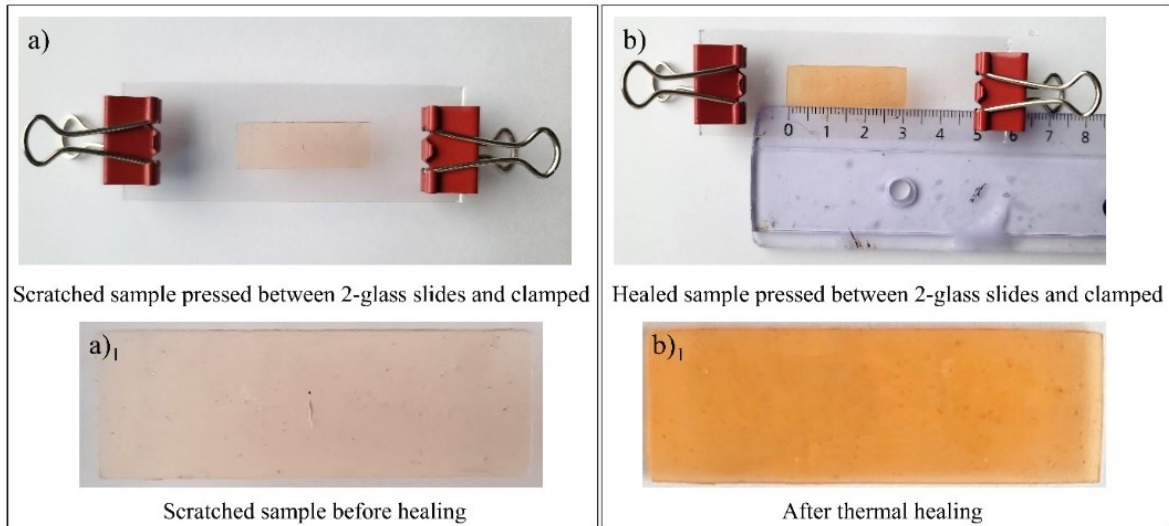 a)
Scratched sample pressed between 2-glass slides and clamped
a)₁
Scratched sample before healing
b)
0 1 2 3 4 5 6 7 8
Healed sample pressed between 2-glass slides and clamped
b)₁
After thermal healing